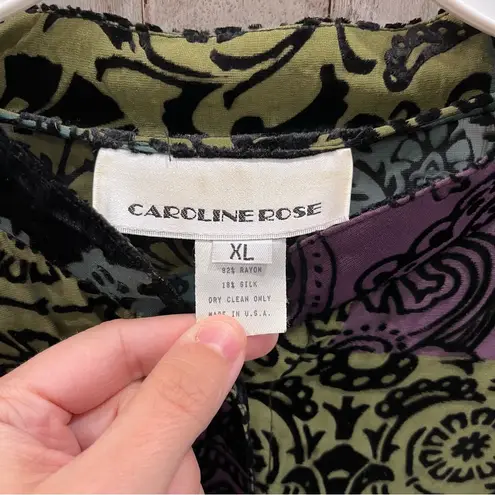 CAROLINE ROSE
XL
82% RAYON
18% SILK
DRY CLEAN ONLY
MADE IN U.S.A.